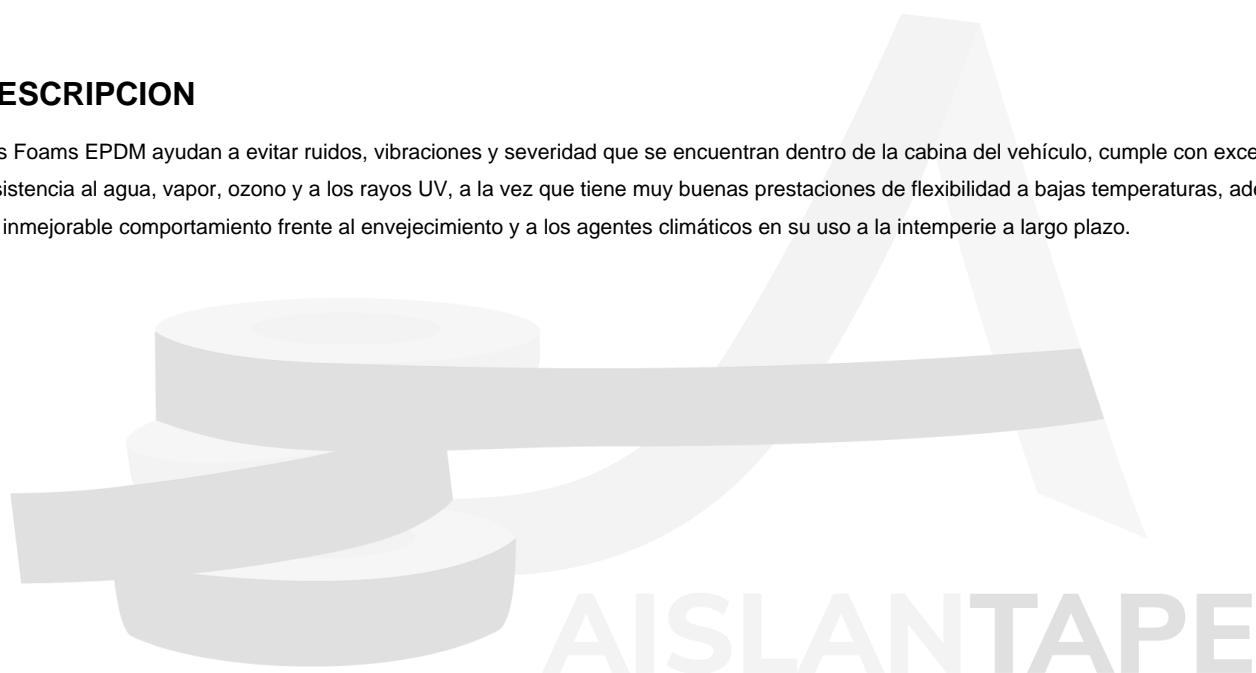 ESCRIPCION
s Foams EPDM ayudan a evitar ruidos, vibraciones y severidad que se encuentran dentro de la cabina del vehículo, cumple con exce
sistencia al agua, vapor, ozono y a los rayos UV, a la vez que tiene muy buenas prestaciones de flexibilidad a bajas temperaturas, ad
inmejorable comportamiento frente al envejecimiento y a los agentes climáticos en su uso a la intemperie a largo plazo.
AISLANTAPE